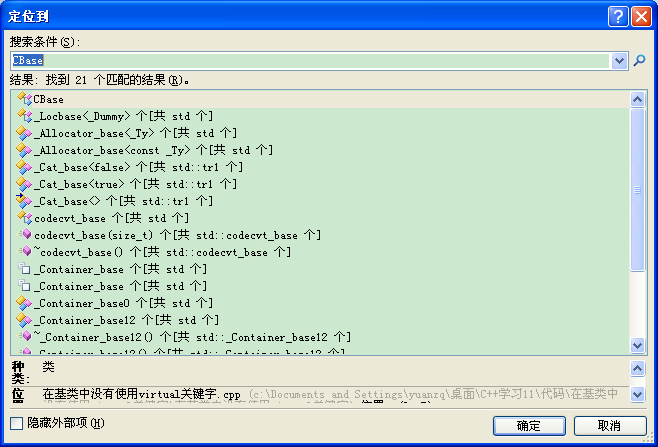 定位到
搜索条件(S):
CBase
结果: 找到 21 个匹配的结果(R)。
CBase
_Locbase<_Dummy> 个[共 std 个]
_Allocator_base<_Ty> 个[共 std 个]
_Allocator_base<const _Ty> 个[共 std 个]
_Cat_base<false> 个[共 std::tr1 个]
_Cat_base<true> 个[共 std::tr1 个]
_Cat_base<> 个[共 std::tr1 个]
codecvt_base 个[共 std 个]
codecvt_base(size_t) 个[共 std::codecvt_base 个]
~codecvt_base() 个[共 std::codecvt_base 个]
_Container_base 个[共 std 个]
_Container_base 个[共 std 个]
_Container_base0 个[共 std 个]
_Container_base12 个[共 std 个]
~_Container_base12() 个[共 std::_Container_base12 个]
_Container_base12() 个[共 std::_Container_base12 个]
种类: 类
位置 在基类中没有使用virtual关键字.cpp (c:\Documents and Settings\yuanzq\桌面\C++学习11\代码\在基类中
隐藏外部项(H)
确定
取消